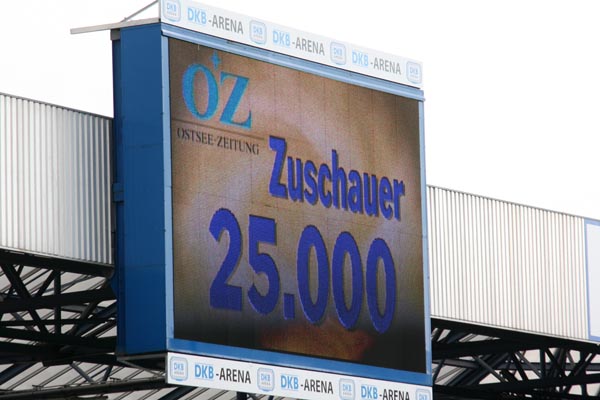 DKB-ARENA DKB-ARENA DKB-ARENA
OZ
OSTSEE-ZEITUNG
Zuschauer
25.000
DKB-ARENA DKB-ARENA DKB-ARENA